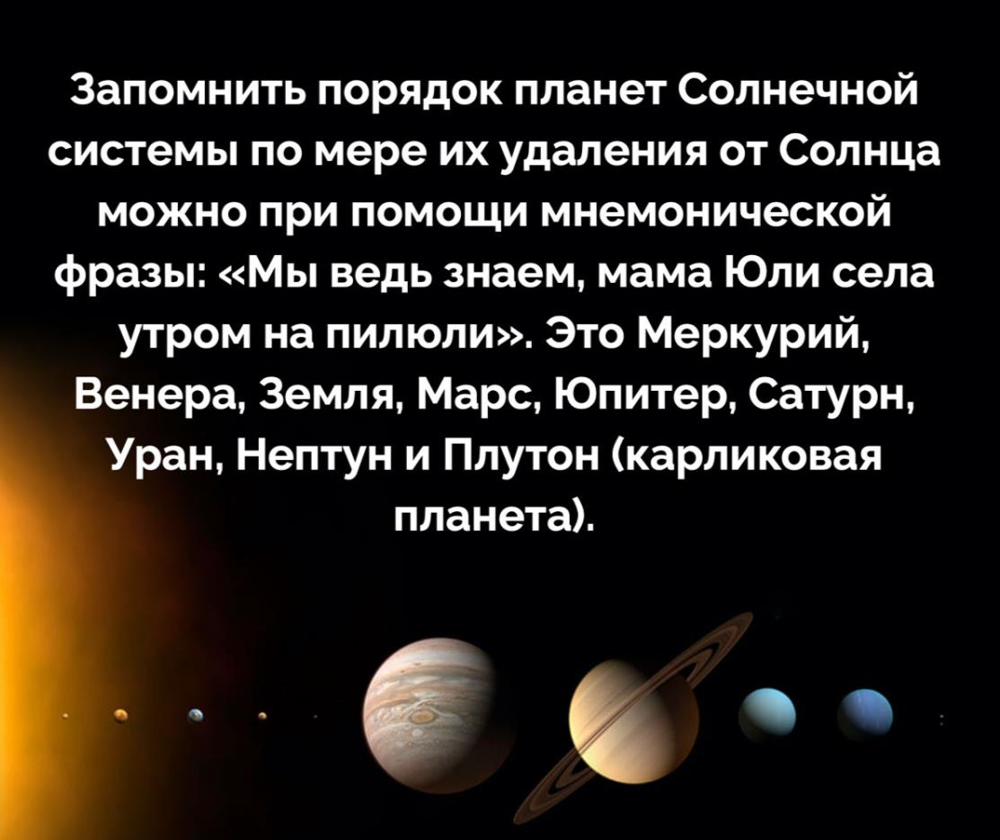 Запомнить порядок планет Солнечной
системы по мере их удаления от Солнца
можно при помощи мнемонической
фразы: «Мы ведь знаем, мама Юли села
утром на пилюли». Это Меркурий,
Венера, Земля, Марс, Юпитер, Сатурн,
Уран, Нептун и Плутон (карликовая
планета).